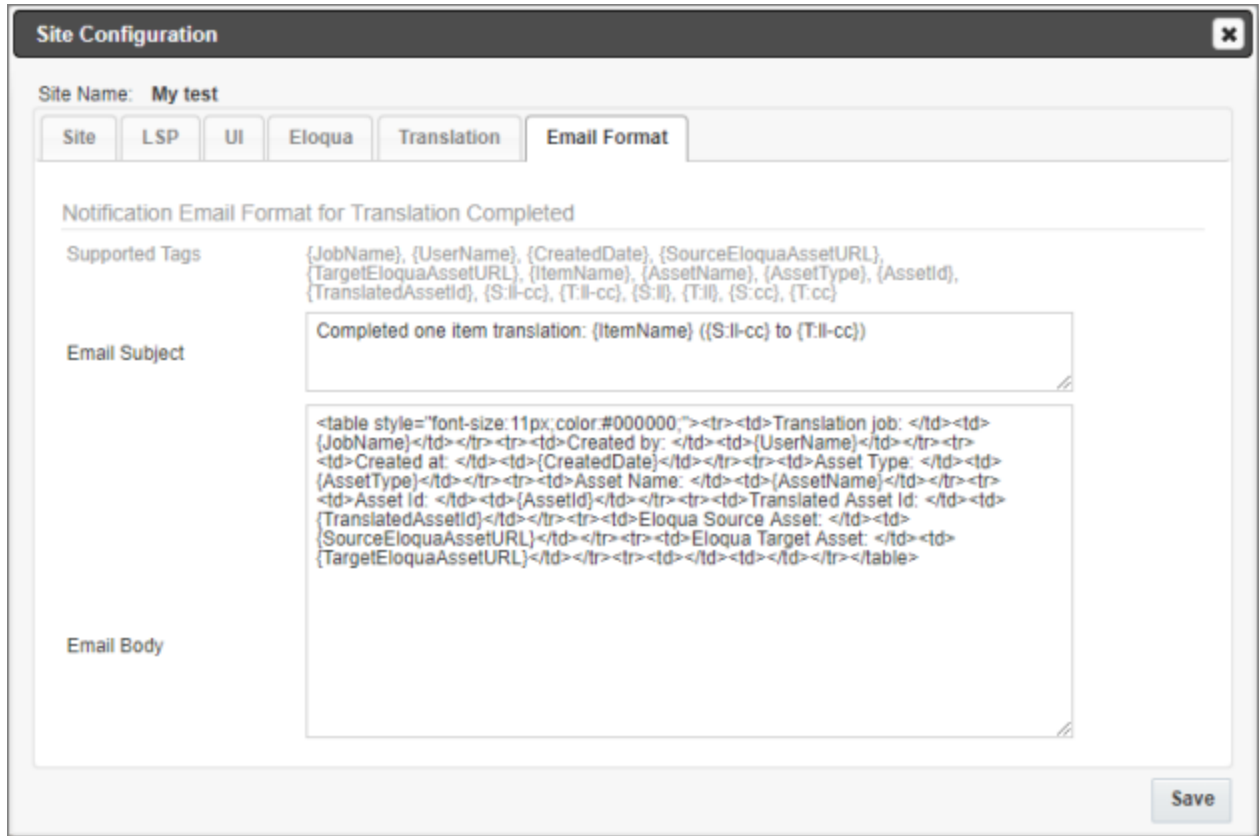 Site Configuration
Site Name: My test
Site LSP UI Eloqua Translation Email Format
Notification Email Format for Translation Completed
Supported Tags {JobName}, {UserName}, {CreatedDate}, {SourceEloquaAssetURL},
{TargetEloquaAssetURL}, {ItemName}, {AssetName}, {AssetType}, {AssetId},
{TranslatedAssetId}, {S:ll-cc}, {T:ll-cc}, {S:ll}, {T:ll}, {S:cc}, {T:cc}
Email Subject
Completed one item translation: {ItemName} ({S:ll-cc} to {T:ll-cc})
Email Body
<table style="font-size:11px;color:#000000;"><tr><td>Translation job: </td><td>
{JobName}</td></tr><tr><td>Created by: </td><td>{UserName}</td></tr><tr>
<td>Created at: </td><td>{CreatedDate}</td></tr><tr><td>Asset Type: </td><td>
{AssetType}</td></tr><tr><td>Asset Name: </td><td>{AssetName}</td></tr><tr>
<td>Asset Id: </td><td>{AssetId}</td></tr><tr><td>Translated Asset Id: </td><td>
{TranslatedAssetId}</td></tr><tr><td>Eloqua Source Asset: </td><td>
{SourceEloquaAssetURL}</td></tr><tr><td>Eloqua Target Asset: </td><td>
{TargetEloquaAssetURL}</td></tr><tr><td></td><td></td></tr></table>
Save